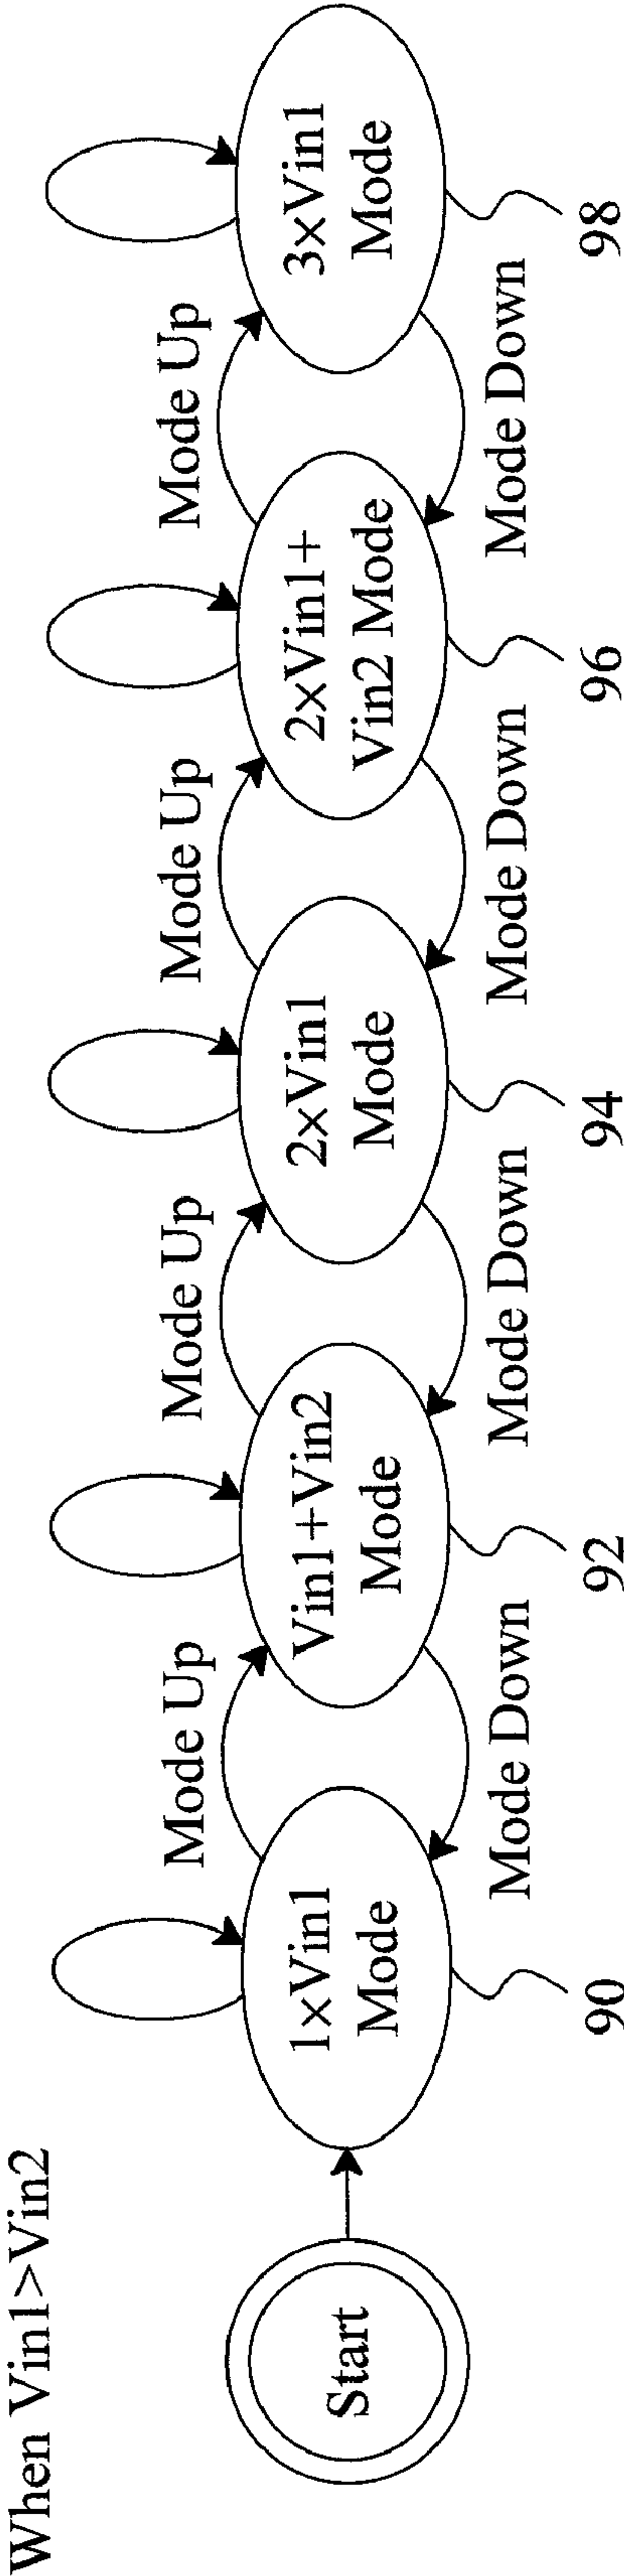 When Vin1>Vin2
Start
1×Vin1
Mode
90
Mode Up
Mode Down
Vin1+Vin2
Mode
92
Mode Up
Mode Down
2×Vin1
Mode
94
Mode Up
Mode Down
2×Vin1+
Vin2 Mode
96
Mode Up
Mode Down
3×Vin1
Mode
98